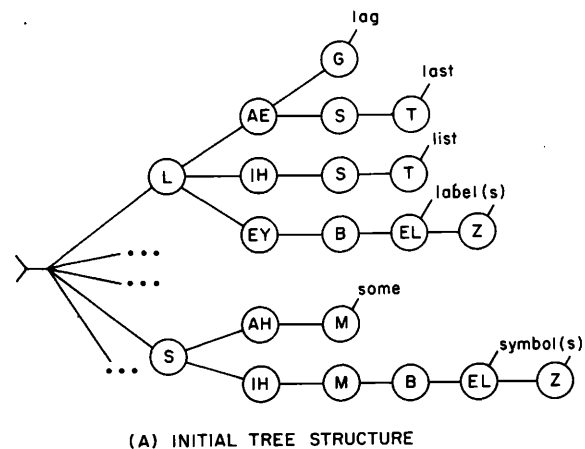 lag
G
last
AE S T
list
L IH S T
label(s)
EY B EL Z
...
...
some
AH M
symbol(s)
S
...
IH M B EL Z
(A) INITIAL TREE STRUCTURE